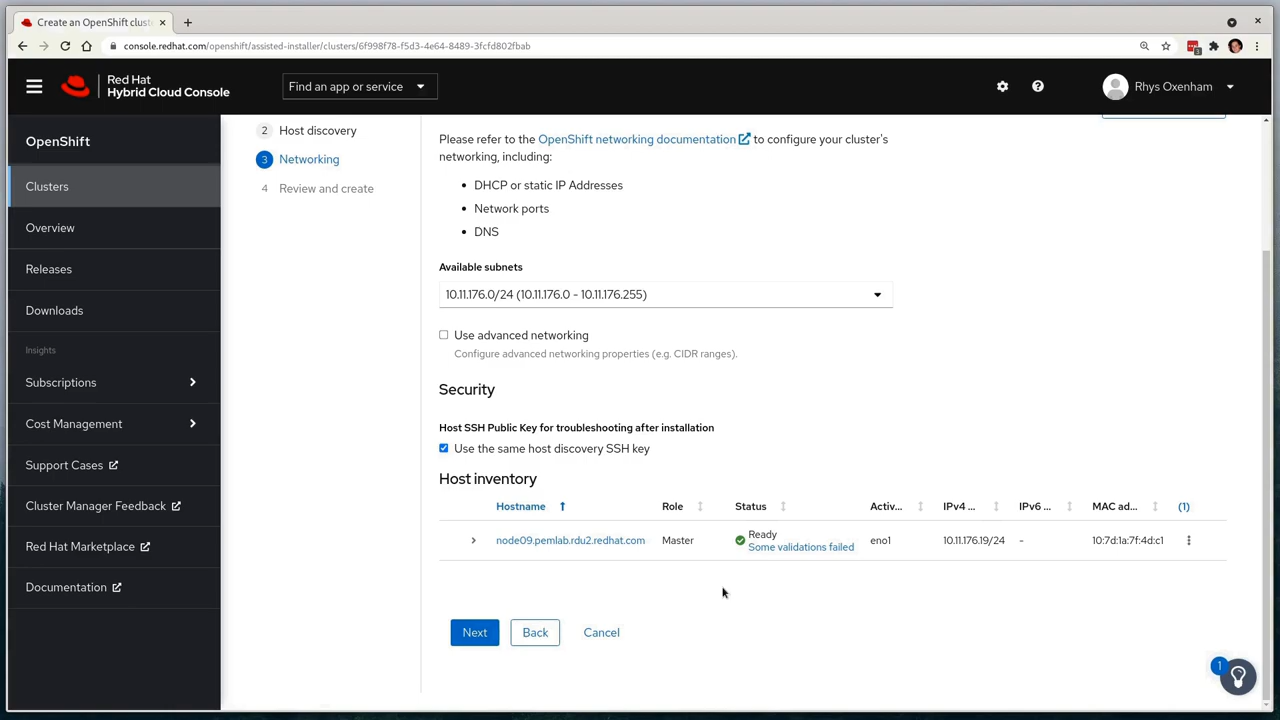 Create an OpenShift clust
console.redhat.com/openshift/assisted-installer/clusters/6f998f78-f5d3-4e64-8489-3fcfd802fbab
3
Red Hat
Hybrid Cloud Console
Find an app or service
Rhys Oxenham
OpenShift
Clusters
Overview
Releases
Downloads
Insights
Subscriptions
Cost Management
Support Cases
Cluster Manager Feedback
Red Hat Marketplace
Documentation
2 Host discovery
3 Networking
4 Review and create
Please refer to the OpenShift networking documentation to configure your cluster's
networking, including:
• DHCP or static IP Addresses
• Network ports
• DNS
Available subnets
10.11.176.0/24 (10.11.176.0 - 10.11.176.255)
Use advanced networking
Configure advanced networking properties (e.g. CIDR ranges).
Security
Host SSH Public Key for troubleshooting after installation
Use the same host discovery SSH key
Host inventory
Hostname Role Status Activ... IPv4 ... IPv6 ... MAC ad... (1)
node09.pemlab.rdu2.redhat.com Master Ready eno1 10.11.176.19/24 - 10:7d:1a:7f:4d:c1
Some validations failed
Next Back Cancel
1